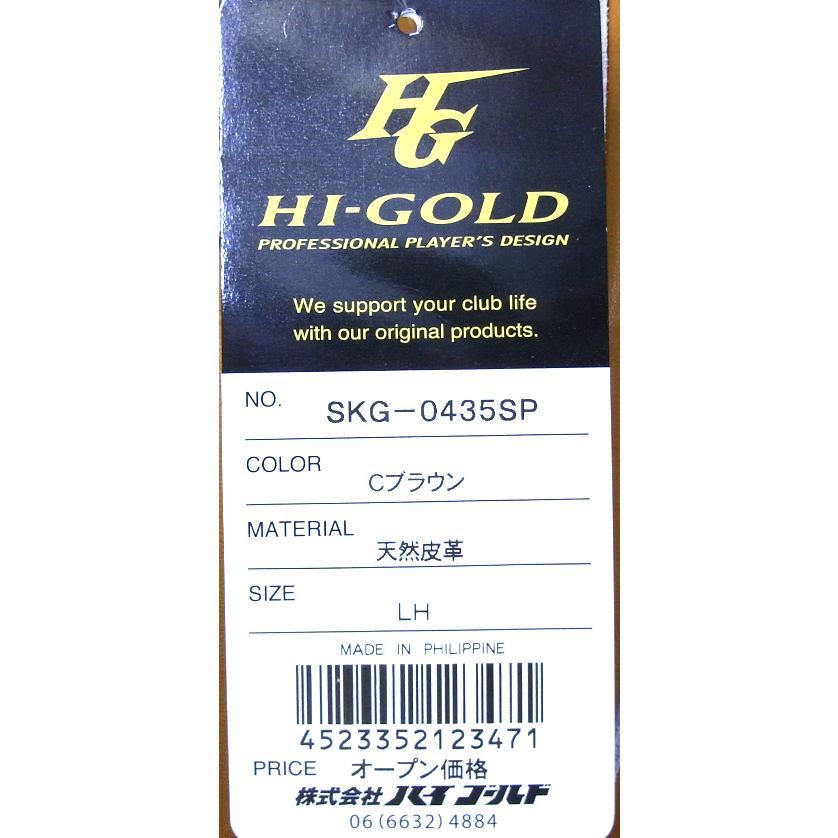 HG
HI-GOLD
PROFESSIONAL PLAYER'S DESIGN
We support your club life
with our original products.
NO. SKG-0435SP
COLOR Cブラウン
MATERIAL 天然皮革
SIZE LH
MADE IN PHILIPPINE
4523352123471
PRICE オープン価格
株式会社 ハイゴールド
06(6632)4884